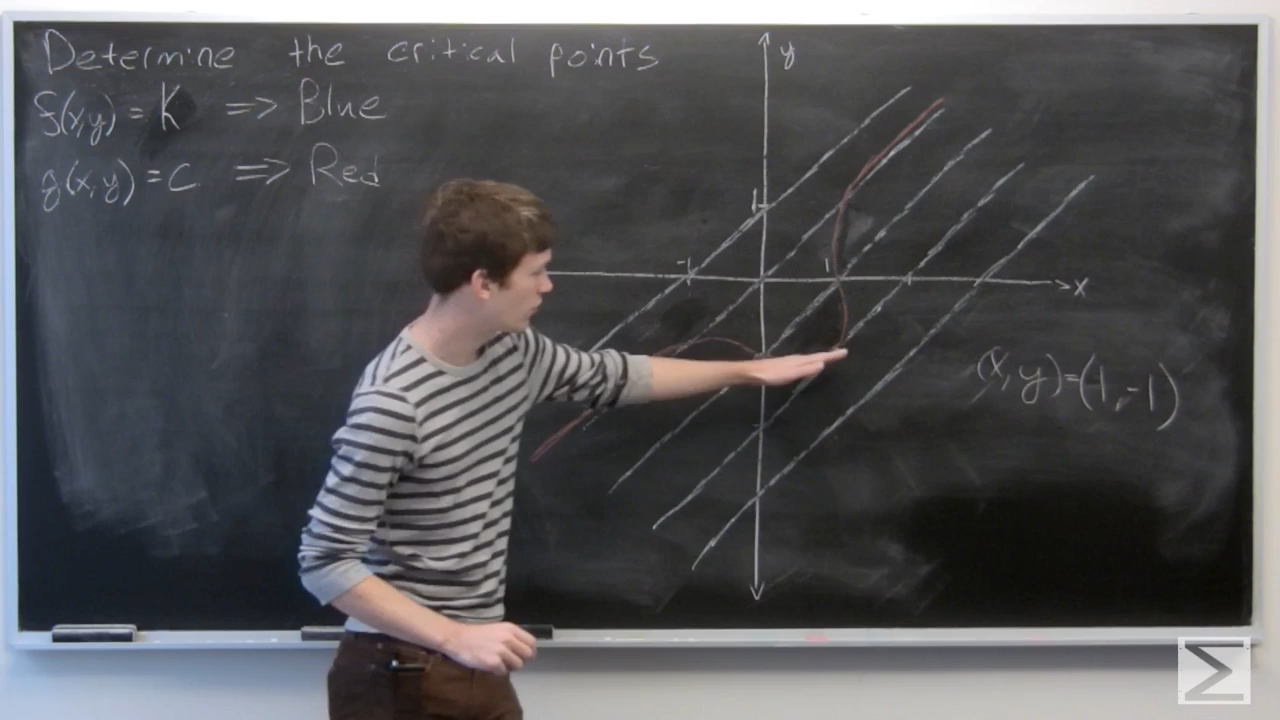 Determine the critical points
f(x,y) = K => Blue
g(x,y) = c => Red
y
1
-1
1
x
(x,y)=(1,-1)
Σ